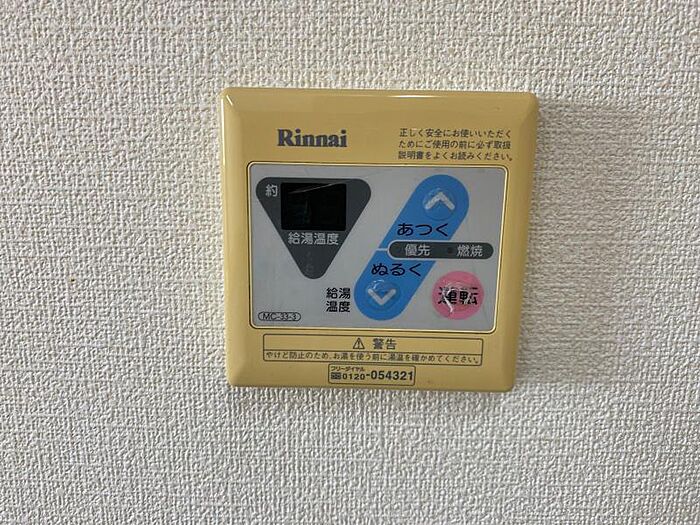 Rinnai
正しく安全にお使いいただく
ためにご使用の前に必ず取扱
説明書をよくお読みください。
約
給湯温度
あつく
優先 燃焼
ぬるく
給湯
温度
運転
MC-33-3
⚠ 警告
やけど防止のため、お湯を使う前に湯温を確かめてください。
フリーダイヤル
0120-054321